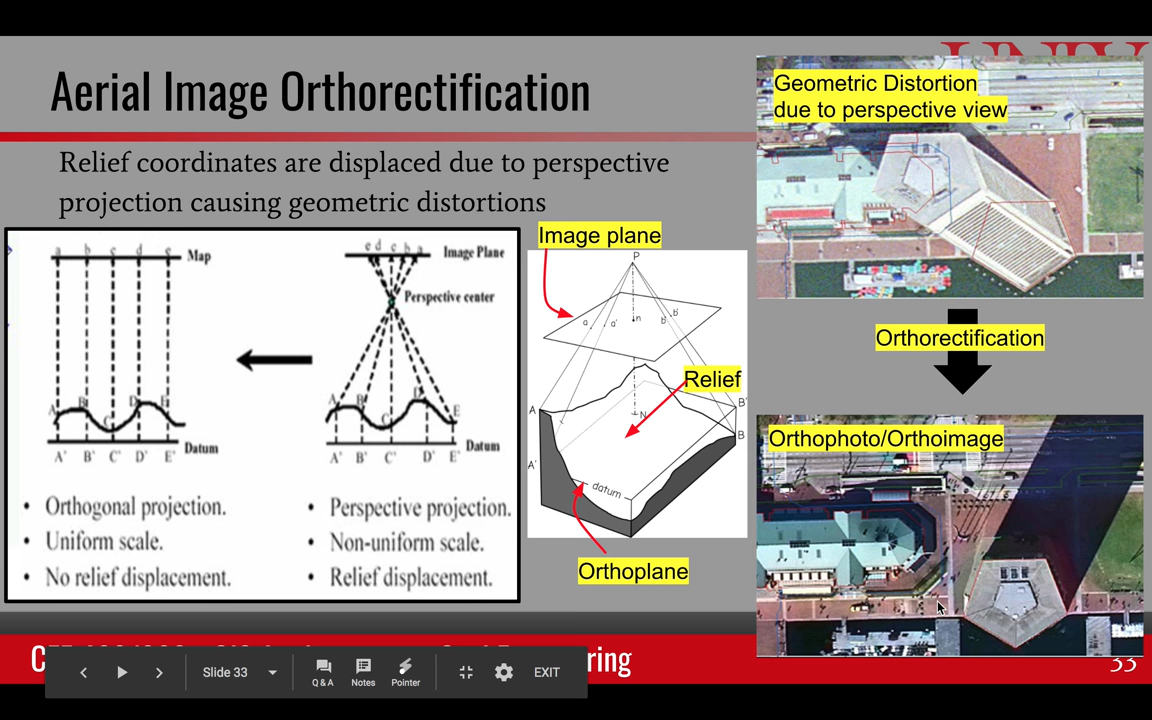 Aerial Image Orthorectification
Relief coordinates are displaced due to perspective
projection causing geometric distortions
a b c d e
Map
A B C D E
Datum
A' B' C' D' E'
• Orthogonal projection.
• Uniform scale.
• No relief displacement.
e d c b a
Image Plane
Perspective center
A B C D E
Datum
A' B' C' D' E'
• Perspective projection.
• Non-uniform scale.
• Relief displacement.
Image plane
P
a a' n b' b'
Relief
A
B'
N
B
A'
datum
Orthoplane
Geometric Distortion
due to perspective view
Orthorectification
Orthophoto/Orthoimage
33
Slide 33
Q & A
Notes
Pointer
EXIT